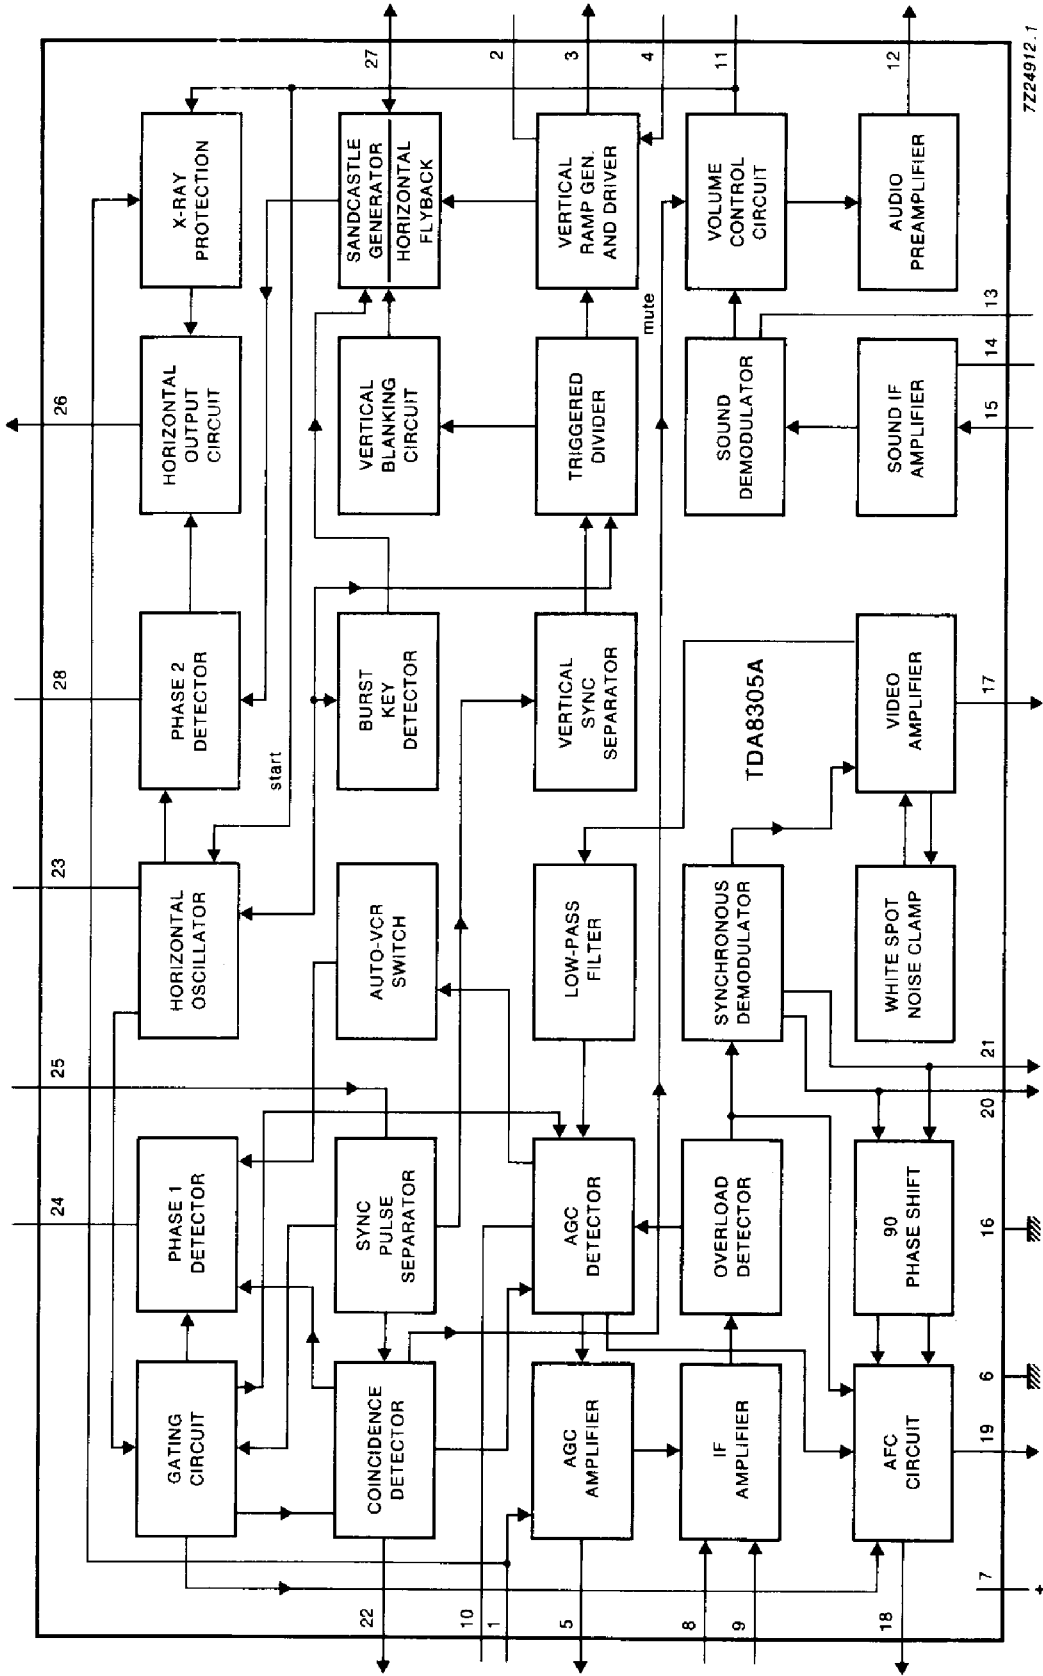 26
28
23
25
24
X-RAY
PROTECTION
HORIZONTAL
OUTPUT
CIRCUIT
PHASE 2
DETECTOR
HORIZONTAL
OSCILLATOR
PHASE 1
DETECTOR
GATING
CIRCUIT
start
27
SANDCASTLE
GENERATOR
HORIZONTAL
FLYBACK
VERTICAL
BLANKING
CIRCUIT
BURST
KEY
DETECTOR
AUTO-VCR
SWITCH
SYNC
PULSE
SEPARATOR
COINCIDENCE
DETECTOR
22
2
3
4
VERTICAL
RAMP GEN.
AND DRIVER
TRIGGERED
DIVIDER
VERTICAL
SYNC
SEPARATOR
LOW-PASS
FILTER
AGC
DETECTOR
AGC
AMPLIFIER
10
1
5
mute
11
VOLUME
CONTROL
CIRCUIT
SOUND
DEMODULATOR
TDA8305A
SYNCHRONOUS
DEMODULATOR
OVERLOAD
DETECTOR
IF
AMPLIFIER
8
9
12
AUDIO
PREAMPLIFIER
SOUND IF
AMPLIFIER
VIDEO
AMPLIFIER
WHITE SPOT
NOISE CLAMP
90
PHASE SHIFT
AFC
CIRCUIT
18
13
14
15
17
21
20
16
6
19
7
+
7Z24912.1